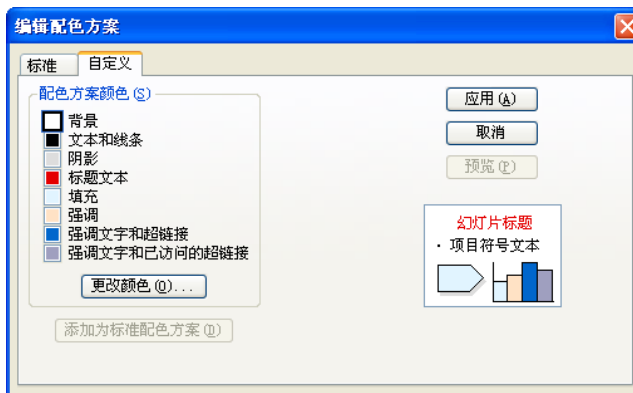 编辑配色方案
标准
自定义
配色方案颜色(S)
背景
文本和线条
阴影
标题文本
填充
强调
强调文字和超链接
强调文字和已访问的超链接
更改颜色(O)...
添加为标准配色方案(D)
应用(A)
取消
预览(P)
幻灯片标题
· 项目符号文本